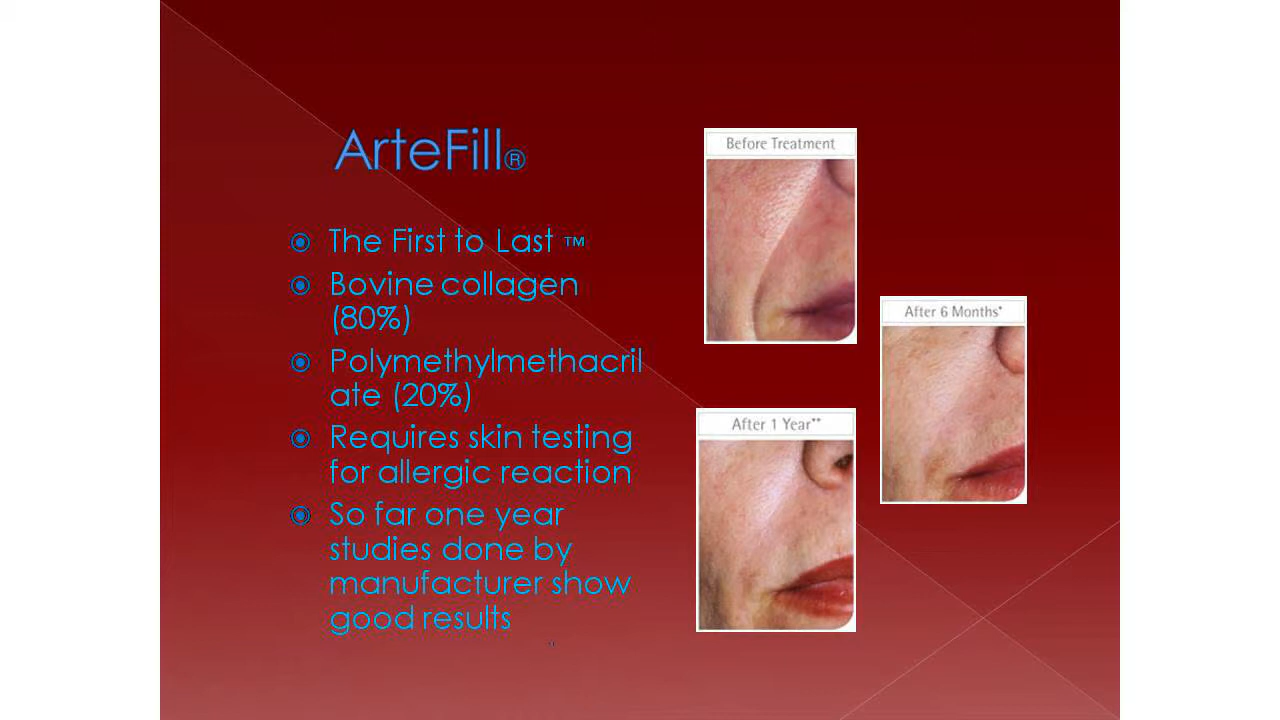 ArteFill®
The First to Last ™
Bovine collagen
(80%)
Polymethylmethacril
ate (20%)
Requires skin testing
for allergic reaction
So far one year
studies done by
manufacturer show
good results
Before Treatment
After 6 Months*
After 1 Year**